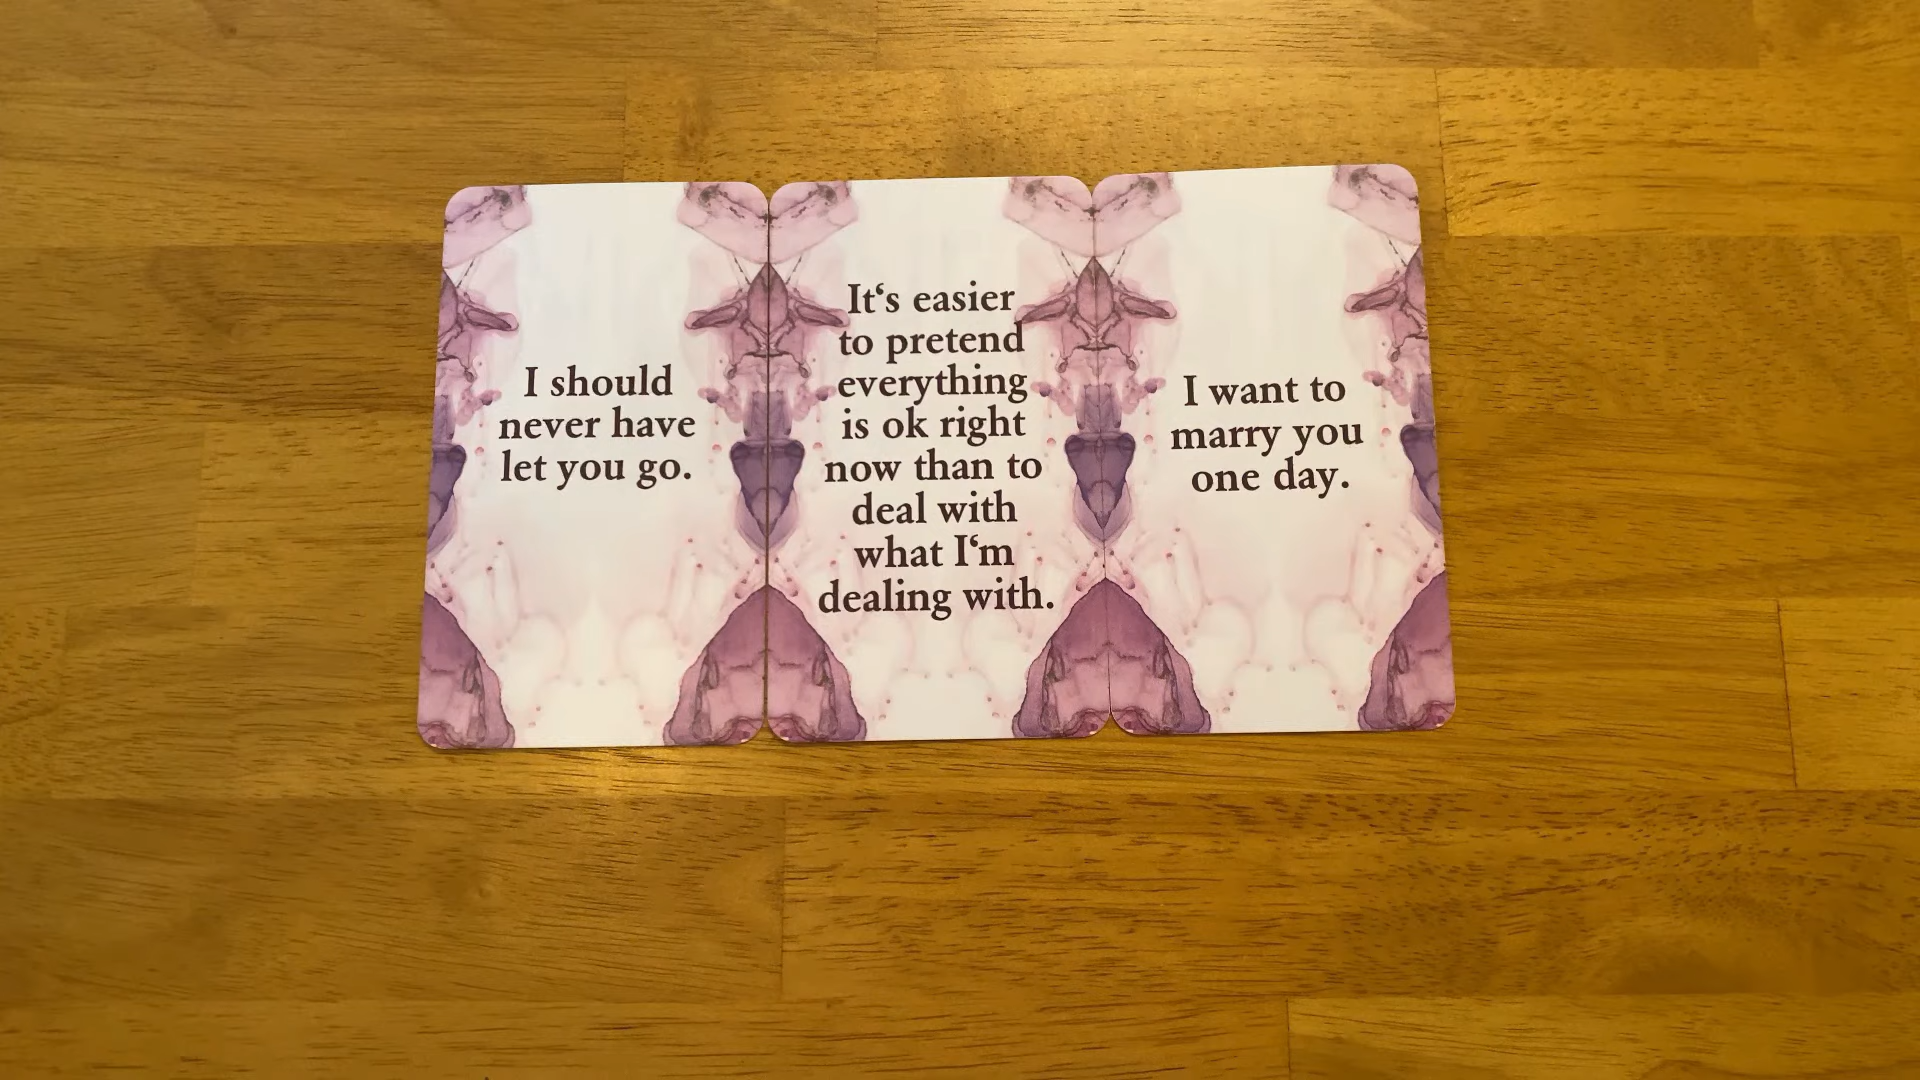 I should
never have
let you go.
It‘s easier
to pretend
everything
is ok right
now than to
deal with
what I‘m
dealing with.
I want to
marry you
one day.